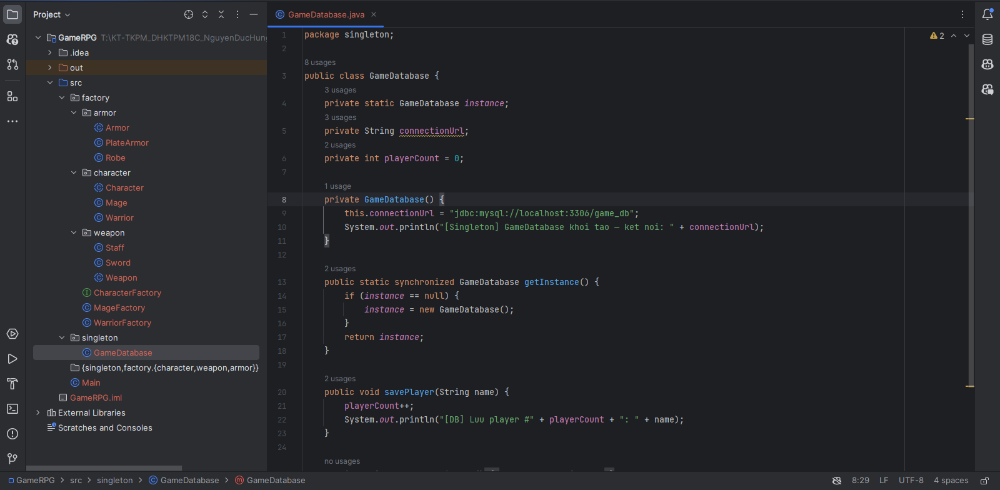 Project
GameRPG T:\KT-TKPM_DHKTPM18C_NguyenDucHung
.idea
out
src
factory
armor
Armor
PlateArmor
Robe
character
Character
Mage
Warrior
weapon
Staff
Sword
Weapon
CharacterFactory
MageFactory
WarriorFactory
singleton
GameDatabase
{singleton,factory.{character,weapon,armor}}
Main
GameRPG.iml
External Libraries
Scratches and Consoles
GameDatabase.java
2
1 package singleton;
2
8 usages
3 public class GameDatabase {
3 usages
4 private static GameDatabase instance;
3 usages
5 private String connectionUrl;
2 usages
6 private int playerCount = 0;
7
1 usage
8 private GameDatabase() {
9 this.connectionUrl = "jdbc:mysql://localhost:3306/game_db";
10 System.out.println("[Singleton] GameDatabase khoi tao — ket noi: " + connectionUrl);
11 }
12
2 usages
13 public static synchronized GameDatabase getInstance() {
14 if (instance == null) {
15 instance = new GameDatabase();
16 }
17 return instance;
18 }
19
2 usages
20 public void savePlayer(String name) {
21 playerCount++;
22 System.out.println("[DB] Luu player #" + playerCount + ": " + name);
23 }
24
no usages
GameRPG > src > singleton > GameDatabase > GameDatabase
8:29 LF UTF-8 4 spaces